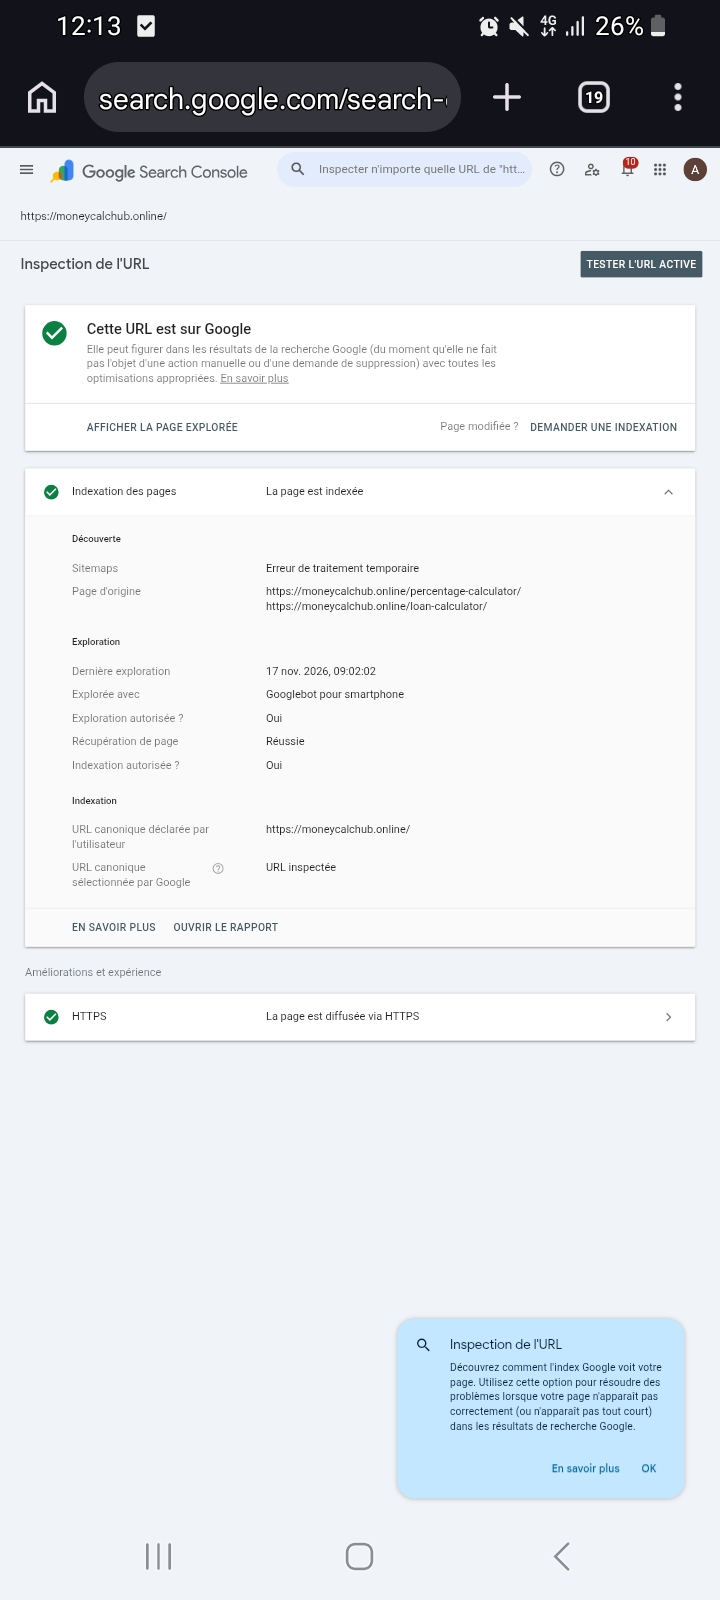 12:13
4G
26%
search.google.com/search-
19
Google Search Console
Inspecter n'importe quelle URL de "htt...
10
A
https://moneycalchub.online/
Inspection de l'URL
TESTER L'URL ACTIVE
Cette URL est sur Google
Elle peut figurer dans les résultats de la recherche Google (du moment qu'elle ne fait
pas l'objet d'une action manuelle ou d'une demande de suppression) avec toutes les
optimisations appropriées. En savoir plus
AFFICHER LA PAGE EXPLORÉE
Page modifiée ?
DEMANDER UNE INDEXATION
Indexation des pages
La page est indexée
Découverte
Sitemaps
Erreur de traitement temporaire
Page d'origine
https://moneycalchub.online/percentage-calculator/
https://moneycalchub.online/loan-calculator/
Exploration
Dernière exploration
17 nov. 2026, 09:02:02
Explorée avec
Googlebot pour smartphone
Exploration autorisée ?
Oui
Récupération de page
Réussie
Indexation autorisée ?
Oui
Indexation
URL canonique déclarée par
l'utilisateur
https://moneycalchub.online/
URL canonique
sélectionnée par Google
URL inspectée
EN SAVOIR PLUS
OUVRIR LE RAPPORT
Améliorations et expérience
HTTPS
La page est diffusée via HTTPS
Inspection de l'URL
Découvrez comment l'index Google voit votre
page. Utilisez cette option pour résoudre des
problèmes lorsque votre page n'apparaît pas
correctement (ou n'apparaît pas tout court)
dans les résultats de recherche Google.
En savoir plus
OK